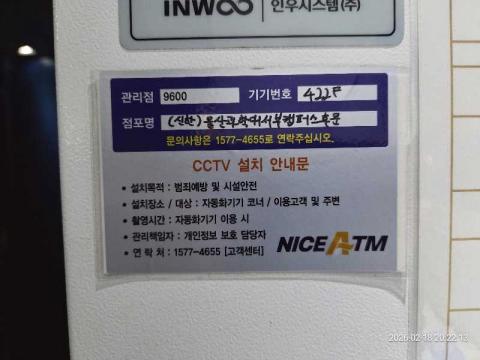 INWOO 인우시스템(주)
관리점 9600 기기번호 422F
점포명 (신한)울산과학대서부캠퍼스후문
문의사항은 1577-4655로 연락주십시오.
CCTV 설치 안내문
• 설치목적 : 범죄예방 및 시설안전
• 설치장소 / 대상 : 자동화기기 코너 / 이용고객 및 주변
• 촬영시간 : 자동화기기 이용 시
• 관리책임자 : 개인정보 보호 담당자
• 연 락 처 : 1577-4655 [고객센터]
NICE ATM
2026-02-18 20:22:13